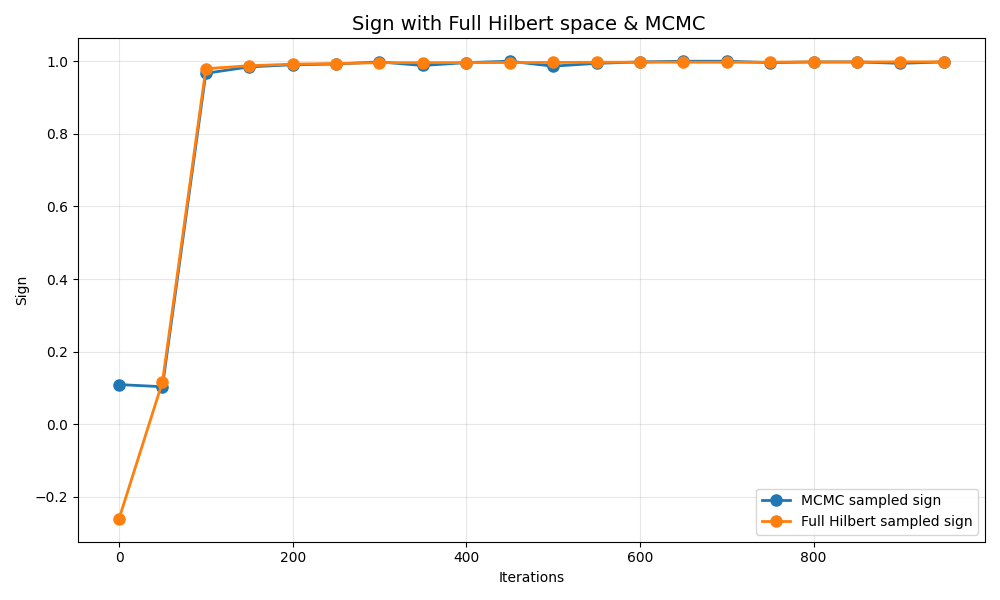 Sign with Full Hilbert space & MCMC
1.0
0.8
0.6
0.4
0.2
0.0
−0.2
Sign
0 200 400 600 800
Iterations
MCMC sampled sign
Full Hilbert sampled sign